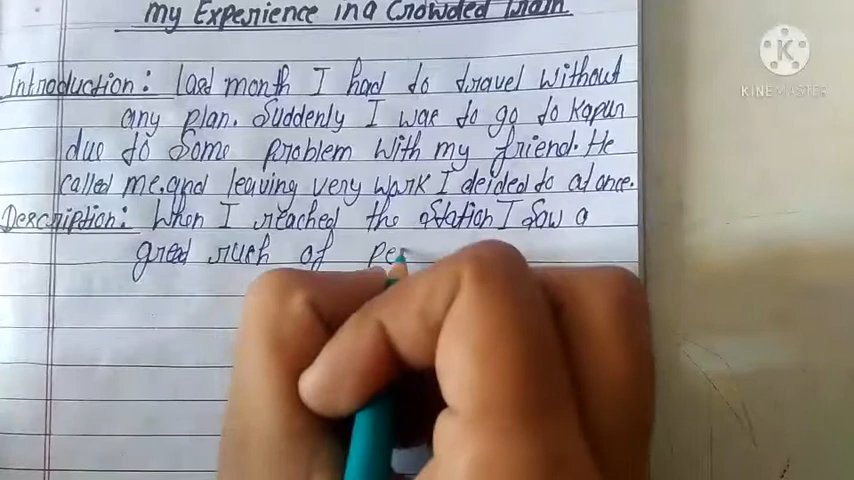 my Experience in a Crowded train
Introduction: last month I had to travel without
any plan. Suddenly I was to go to Kapur
due to Some problem with my friend. He
called me.and leaving very work I deided to at once.
Description: When I reached the station I Saw a
great rush of pe
K
KINEMASTER